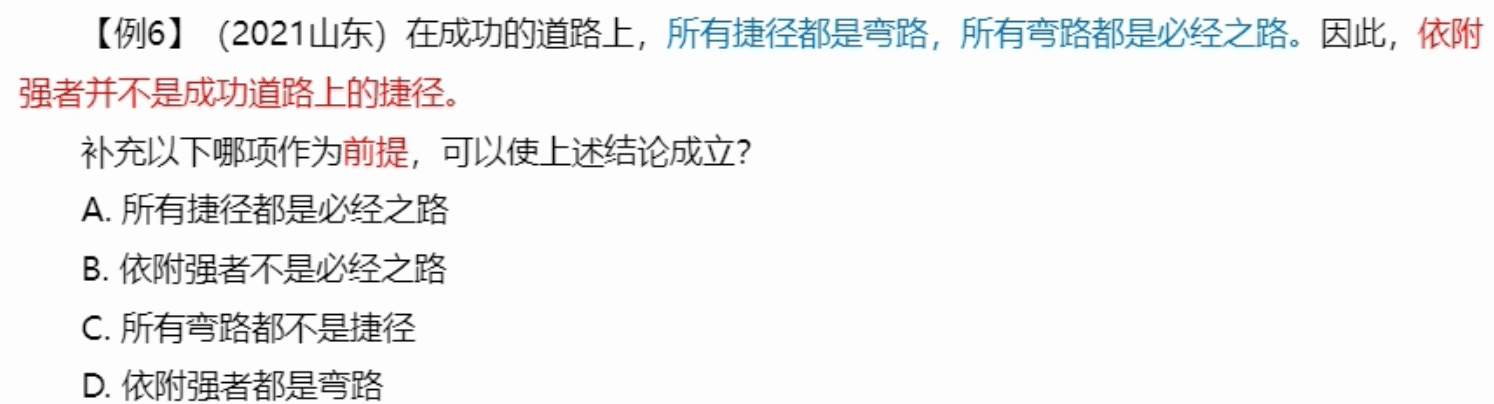 【例6】（2021山东）在成功的道路上，所有捷径都是弯路，所有弯路都是必经之路。因此，依附
强者并不是成功道路上的捷径。
补充以下哪项作为前提，可以使上述结论成立？
A. 所有捷径都是必经之路
B. 依附强者不是必经之路
C. 所有弯路都不是捷径
D. 依附强者都是弯路